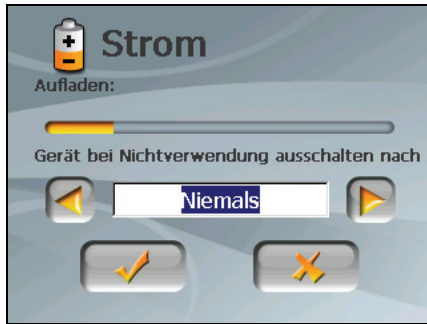 Strom
Aufladen:
Gerät bei Nichtverwendung ausschalten nach
Niemals